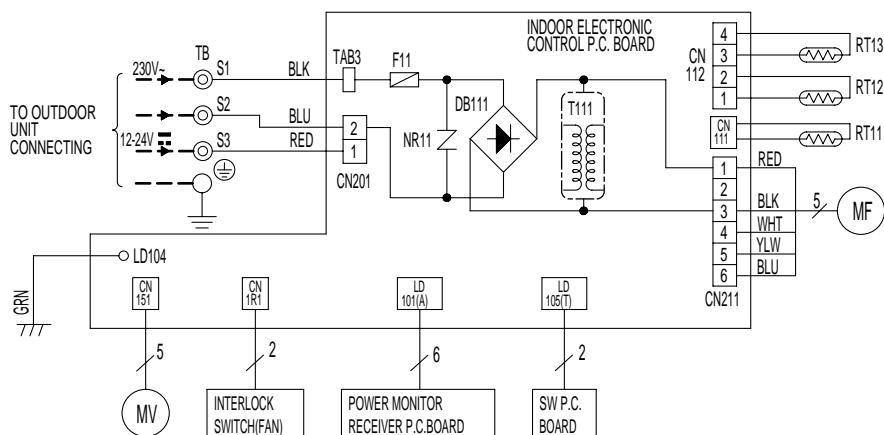 INDOOR ELECTRONIC
CONTROL P.C. BOARD
TB
230V~
S1
BLK
TAB3
F11
S2
BLU
2
S3
RED
1
12-24V
CN201
TO OUTDOOR
UNIT
CONNECTING
NR11
DB111
T111
CN
112
4
3
2
1
RT13
RT12
CN
111
RT11
1
2
3
4
5
6
CN211
RED
BLK
WHT
YLW
BLU
5
MF
LD104
GRN
CN
151
CN
1R1
LD
101(A)
LD
105(T)
5
2
6
2
MV
INTERLOCK
SWITCH(FAN)
POWER MONITOR
RECEIVER P.C.BOARD
SW P.C.
BOARD